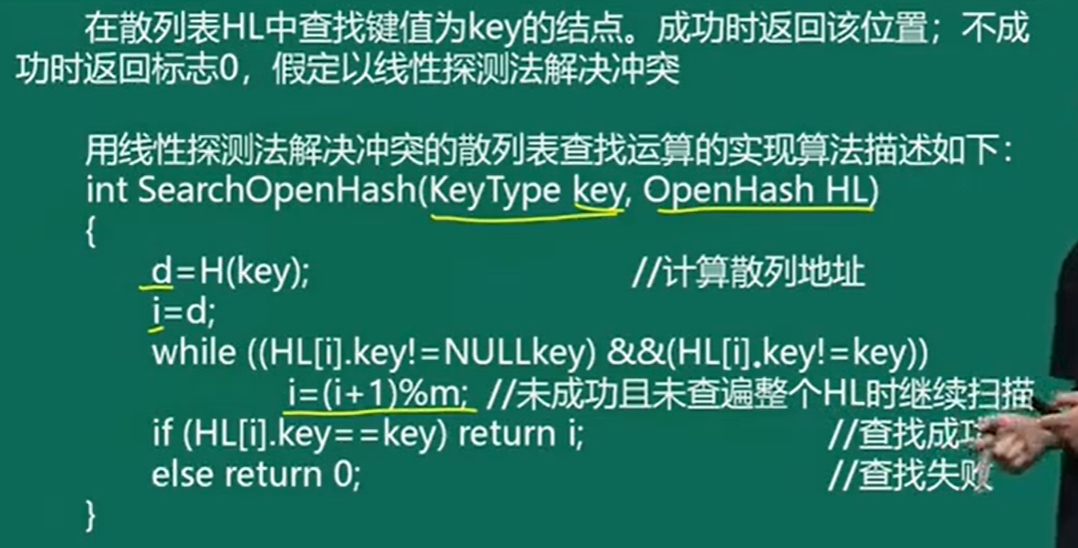 在散列表HL中查找键值为key的结点。成功时返回该位置；不成
功时返回标志0，假定以线性探测法解决冲突
用线性探测法解决冲突的散列表查找运算的实现算法描述如下：
int SearchOpenHash(KeyType key, OpenHash HL)
{
d=H(key); //计算散列地址
i=d;
while ((HL[i].key!=NULLkey) &&(HL[i].key!=key))
i=(i+1)%m; //未成功且未查遍整个HL时继续扫描
if (HL[i].key==key) return i; //查找成功
else return 0; //查找失败
}